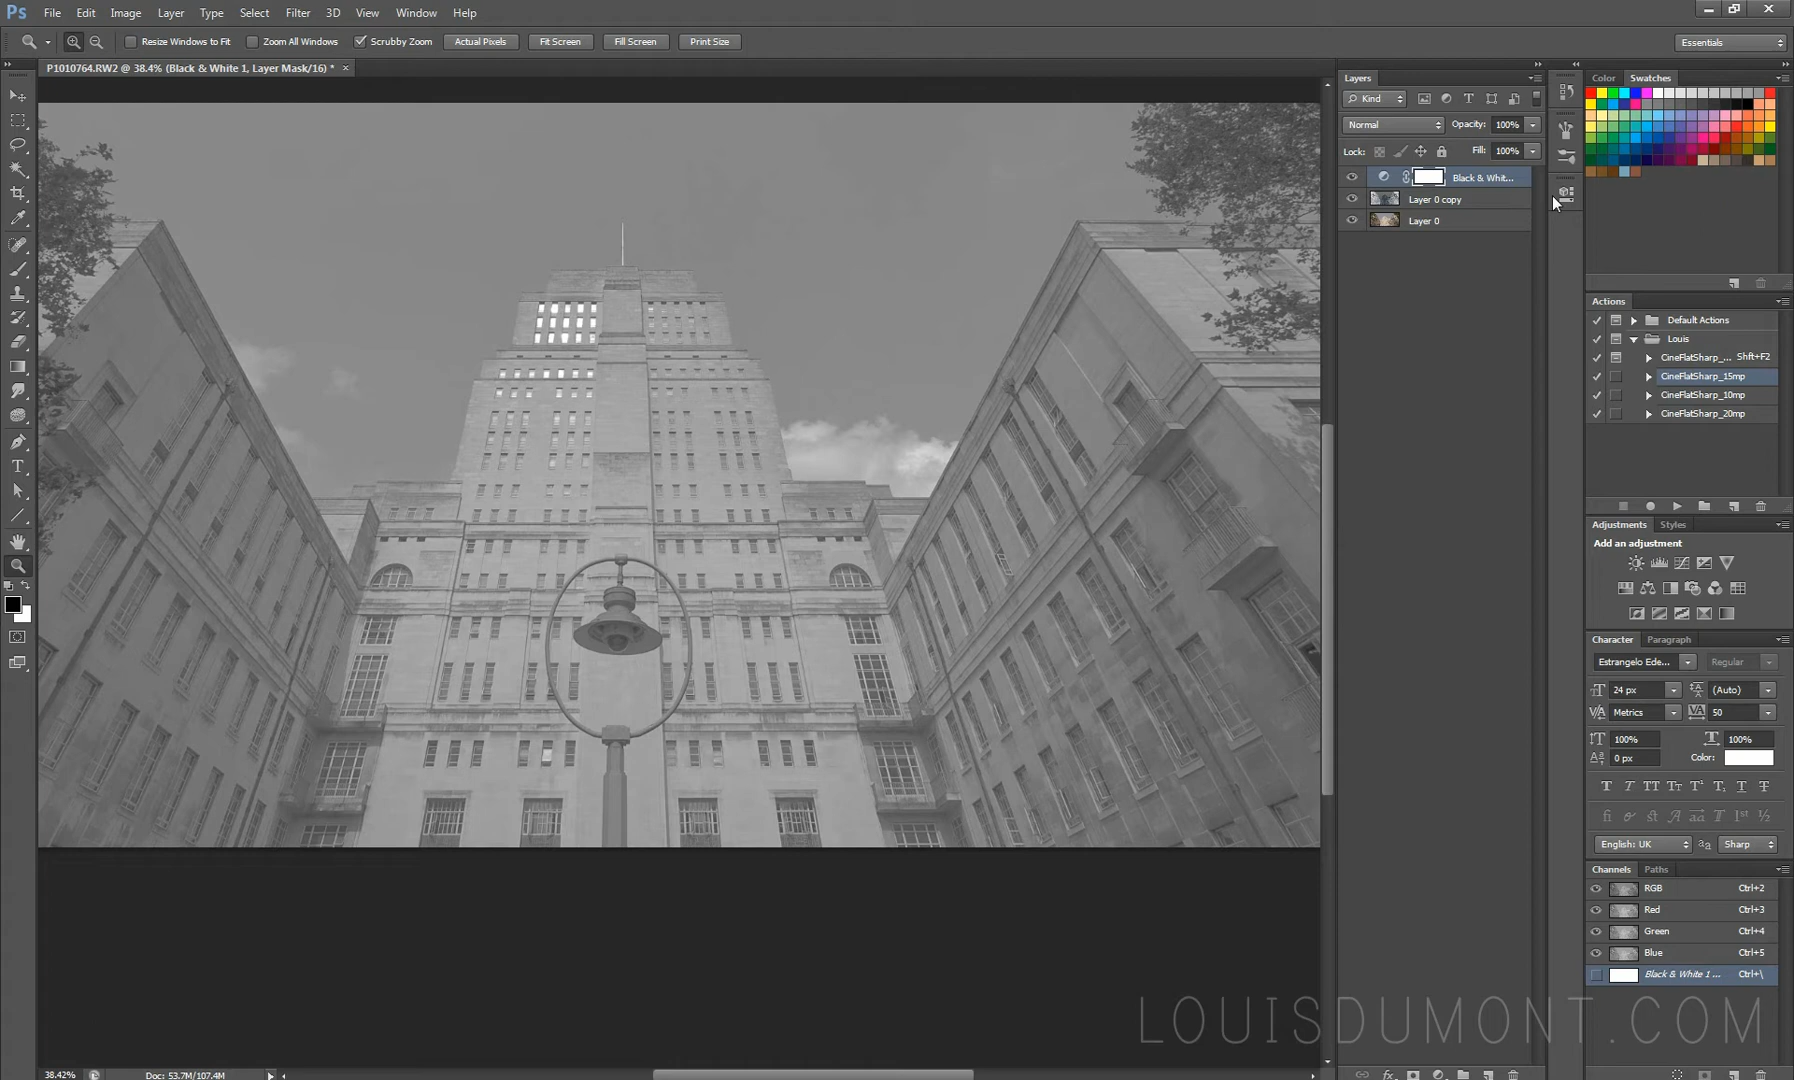 Ps File Edit Image Layer Type Select Filter 3D View Window Help
Resize Windows to Fit Zoom All Windows Scrubby Zoom Actual Pixels Fit Screen Fill Screen Print Size Essentials
P1010764.RW2 @ 38.4% (Black & White 1, Layer Mask/16) *
Layers
Kind
Normal Opacity: 100%
Lock: Fill: 100%
Black & Whit...
Layer 0 copy
Layer 0
Color Swatches
Actions
Default Actions
Louis
CineFlatSharp_... Shft+F2
CineFlatSharp_15mp
CineFlatSharp_10mp
CineFlatSharp_20mp
Adjustments Styles
Add an adjustment
Character Paragraph
Estrangelo Ede... Regular
24 px (Auto)
Metrics 50
100% 100%
0 px Color:
English: UK Sharp
Channels Paths
RGB Ctrl+2
Red Ctrl+3
Green Ctrl+4
Blue Ctrl+5
Black & White 1 ... Ctrl+\
LOUISDUMONT.COM
38.42% Doc: 53.7M/107.4M